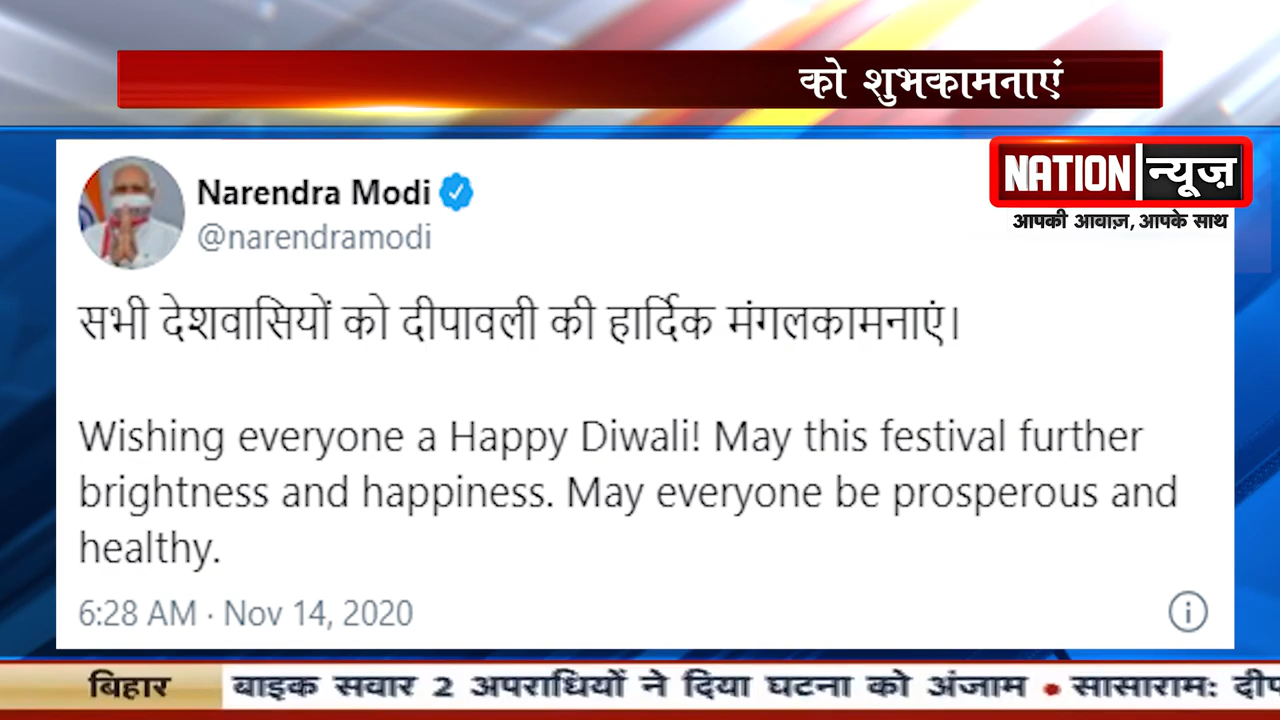 को शुभकामनाएं
NATION न्यूज़
आपकी आवाज़, आपके साथ
Narendra Modi
@narendramodi
सभी देशवासियों को दीपावली की हार्दिक मंगलकामनाएं।
Wishing everyone a Happy Diwali! May this festival further
brightness and happiness. May everyone be prosperous and
healthy.
6:28 AM · Nov 14, 2020
बिहार बाइक सवार 2 अपराधियों ने दिया घटना को अंजाम • सासाराम: